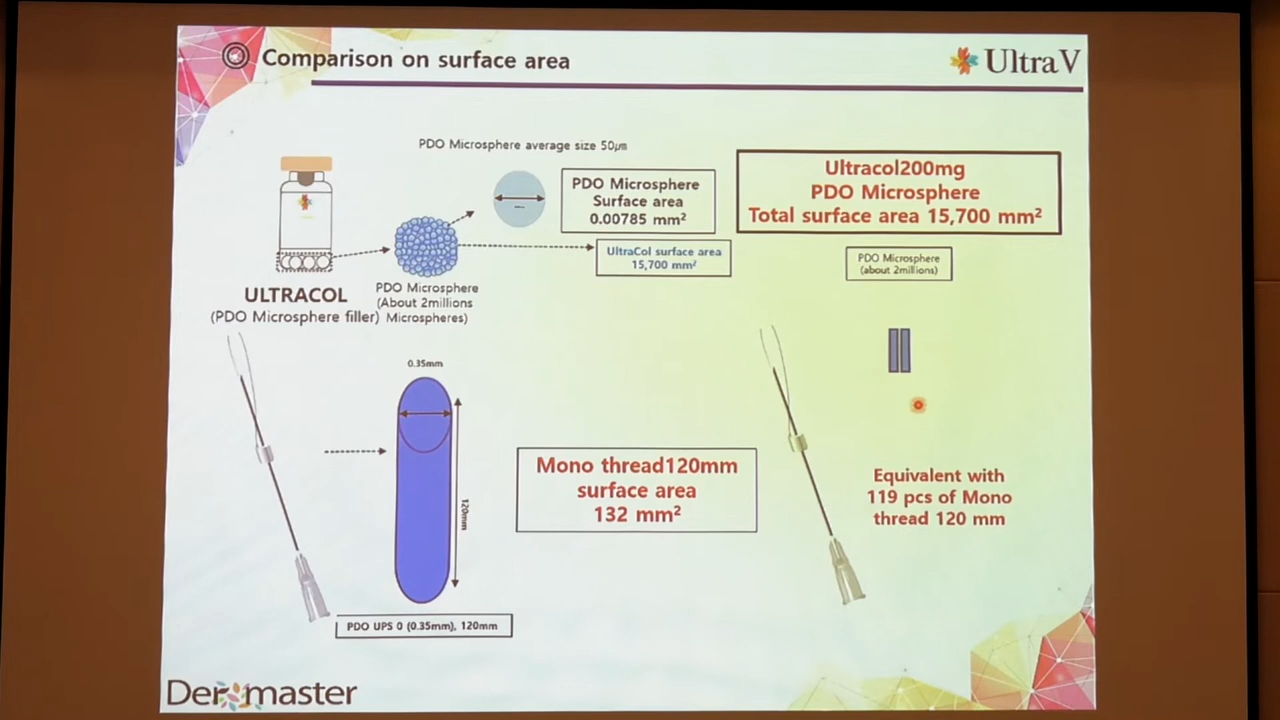 Comparison on surface area
UltraV
PDO Microsphere average size 50㎛
PDO Microsphere
Surface area
0.00785 mm²
UltraCol surface area
15,700 mm²
Ultracol200mg
PDO Microsphere
Total surface area 15,700 mm²
PDO Microsphere
(about 2millions)
ULTRACOL
(PDO Microsphere filler)
PDO Microsphere
(About 2millions
Microspheres)
0.35mm
120mm
PDO UPS 0 (0.35mm), 120mm
Mono thread120mm
surface area
132 mm²
Equivalent with
119 pcs of Mono
thread 120 mm
Dermaster